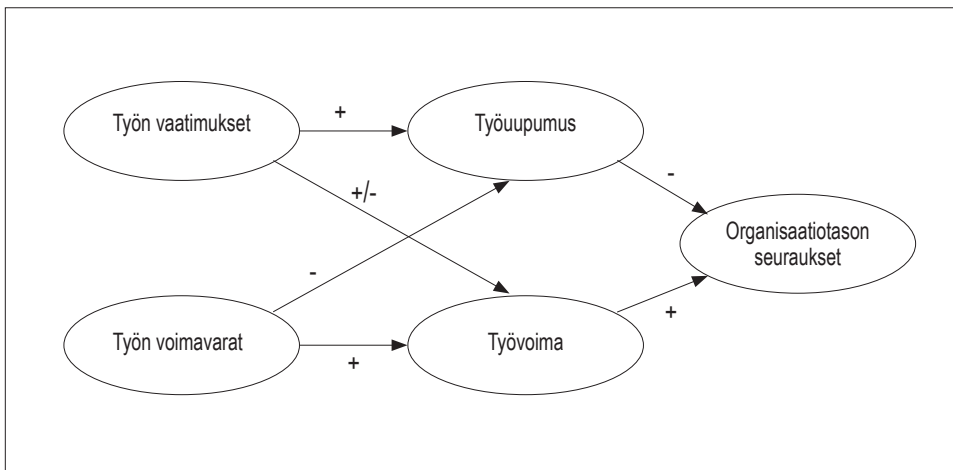 Työn vaatimukset
+
Työuupumus
+/-
-
Organisaatiotason
seuraukset
-
Työn voimavarat
+
Työvoima
+